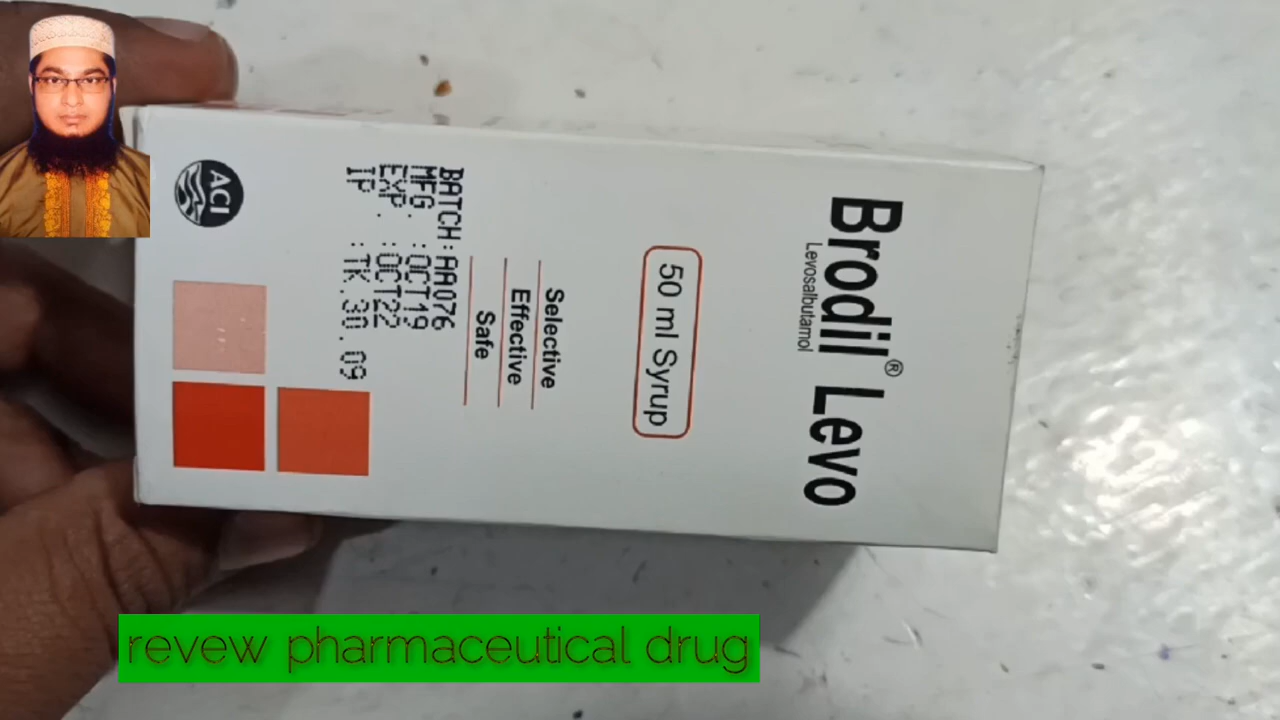 Brodil® Levo
Levosalbutamol
50 ml Syrup
Selective
Effective
Safe
BATCH: AA076
MFG. : OCT19
EXP. : OCT22
TP : TK.30.09
ACI
revew pharmaceutical drug